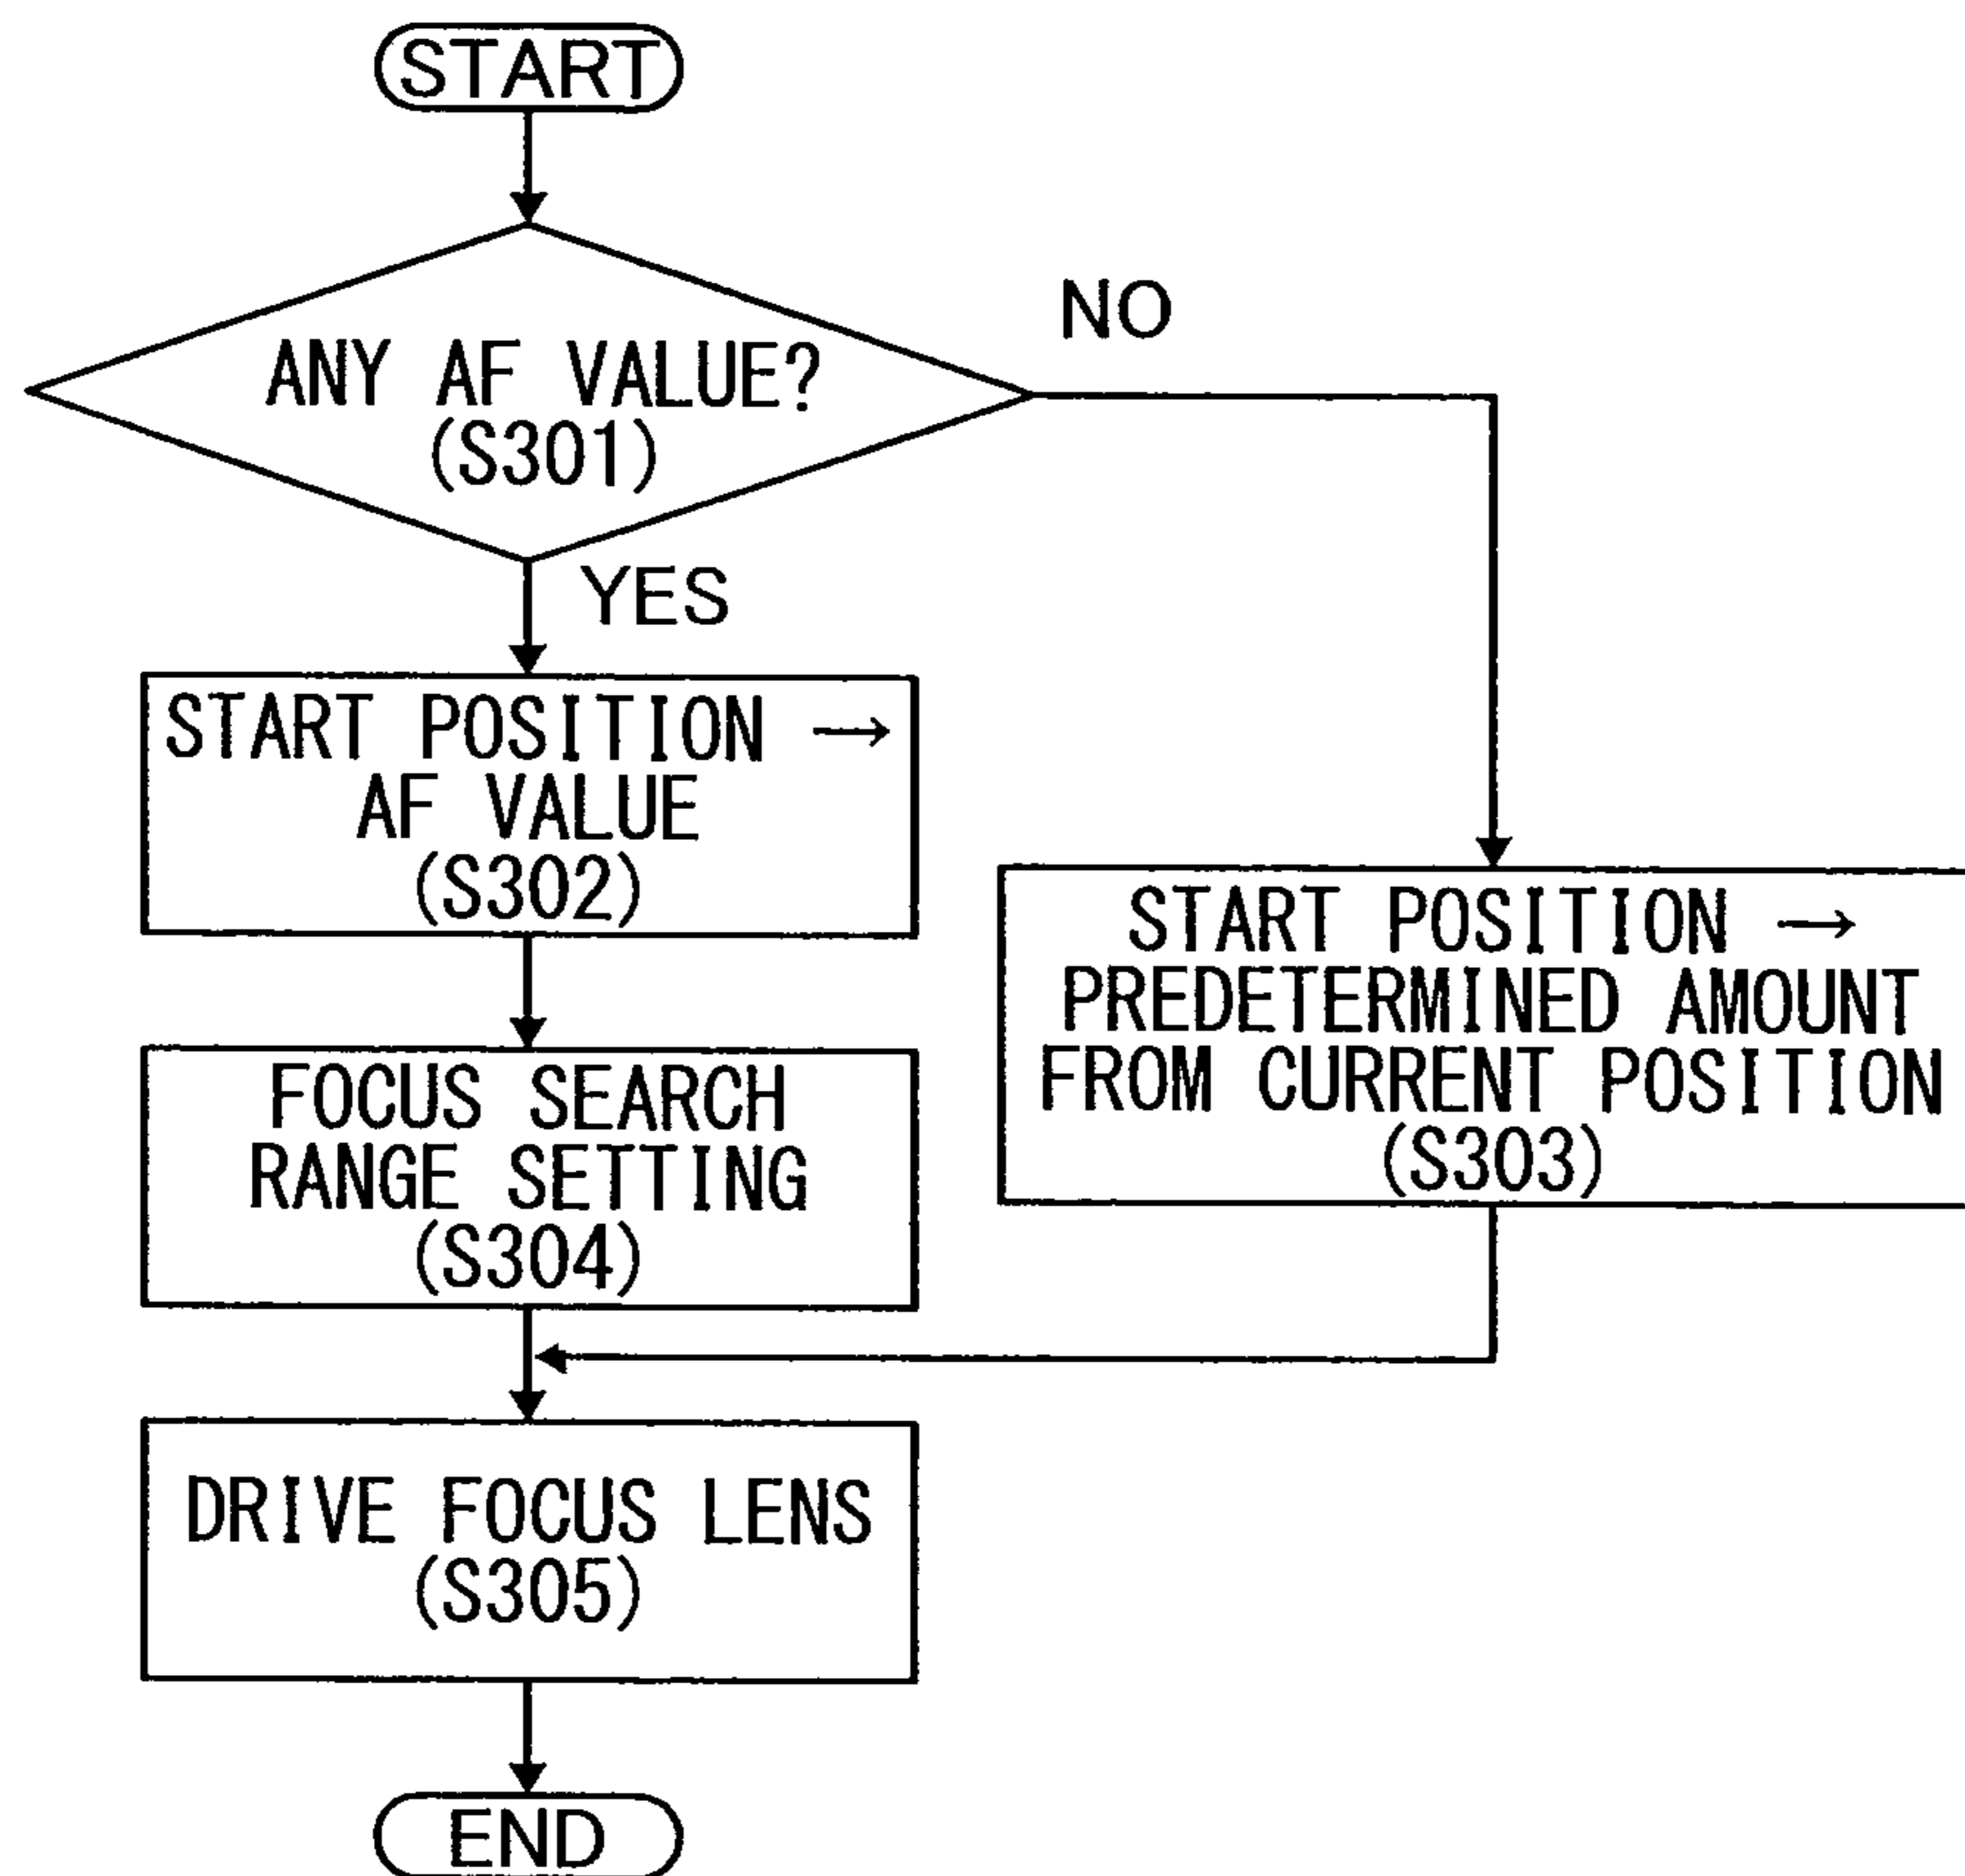 START
ANY AF VALUE?
(S301)
NO
YES
START POSITION →
AF VALUE
(S302)
START POSITION →
PREDETERMINED AMOUNT
FROM CURRENT POSITION
(S303)
FOCUS SEARCH
RANGE SETTING
(S304)
DRIVE FOCUS LENS
(S305)
END